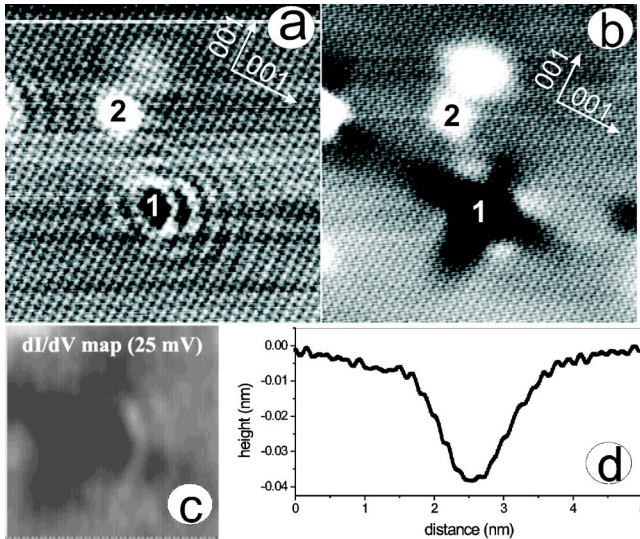 a
001
001
2
1
b
001
001
2
1
dI/dV map (25 mV)
c
0.00
-0.01
-0.02
-0.03
-0.04
height (nm)
0
1
2
3
4
distance (nm)
d